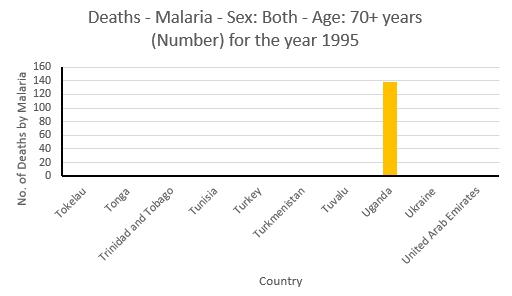 Deaths - Malaria - Sex: Both - Age: 70+ years
(Number) for the year 1995
No. of Deaths by Malaria
160
140
120
100
80
60
40
20
0
Tokelau
Tonga
Trinidad and Tobago
Tunisia
Turkey
Turkmenistan
Tuvalu
Uganda
Ukraine
United Arab Emirates
Country